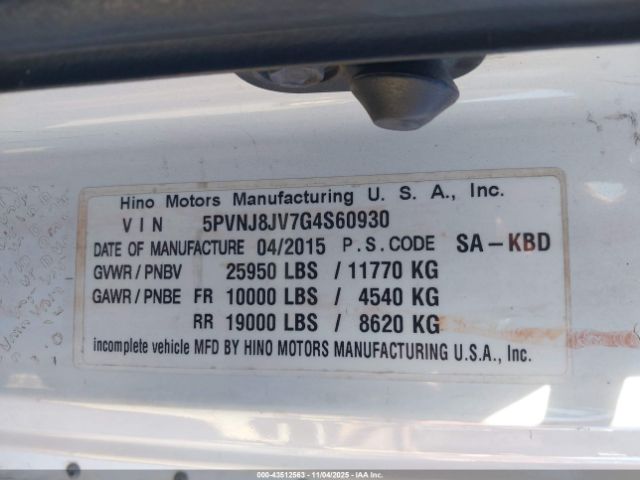 Hino Motors Manufacturing U. S. A., Inc.
VIN 5PVNJ8JV7G4S60930
DATE OF MANUFACTURE 04/2015 P.S.CODE SA-KBD
GVWR/PNBV 25950 LBS / 11770 KG
GAWR/PNBE FR 10000 LBS / 4540 KG
RR 19000 LBS / 8620 KG
incomplete vehicle MFD BY HINO MOTORS MANUFACTURING U.S.A., Inc.
000-43512563 - 11/04/2025 - IAA Inc.